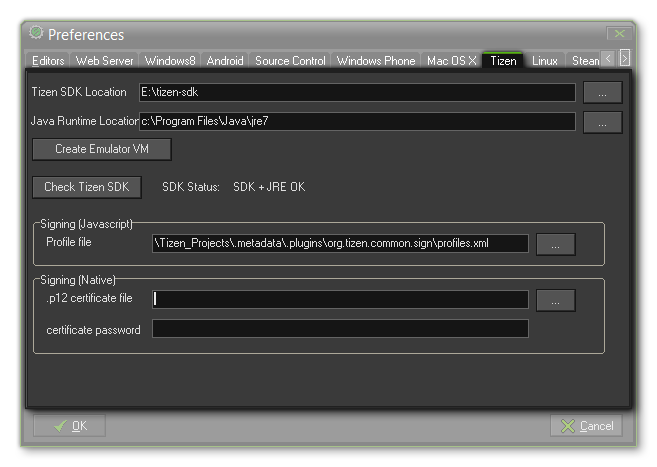 Preferences
Editors Web Server Windows8 Android Source Control Windows Phone Mac OS X Tizen Linux Stean
Tizen SDK Location E:\tizen-sdk ...
Java Runtime Location c:\Program Files\Java\jre7 ...
Create Emulator VM
Check Tizen SDK SDK Status: SDK + JRE OK
Signing (Javascript)
Profile file \Tizen_Projects\.metadata\.plugins\org.tizen.common.sign\profiles.xml ...
Signing (Native)
.p12 certificate file ...
certificate password
OK Cancel